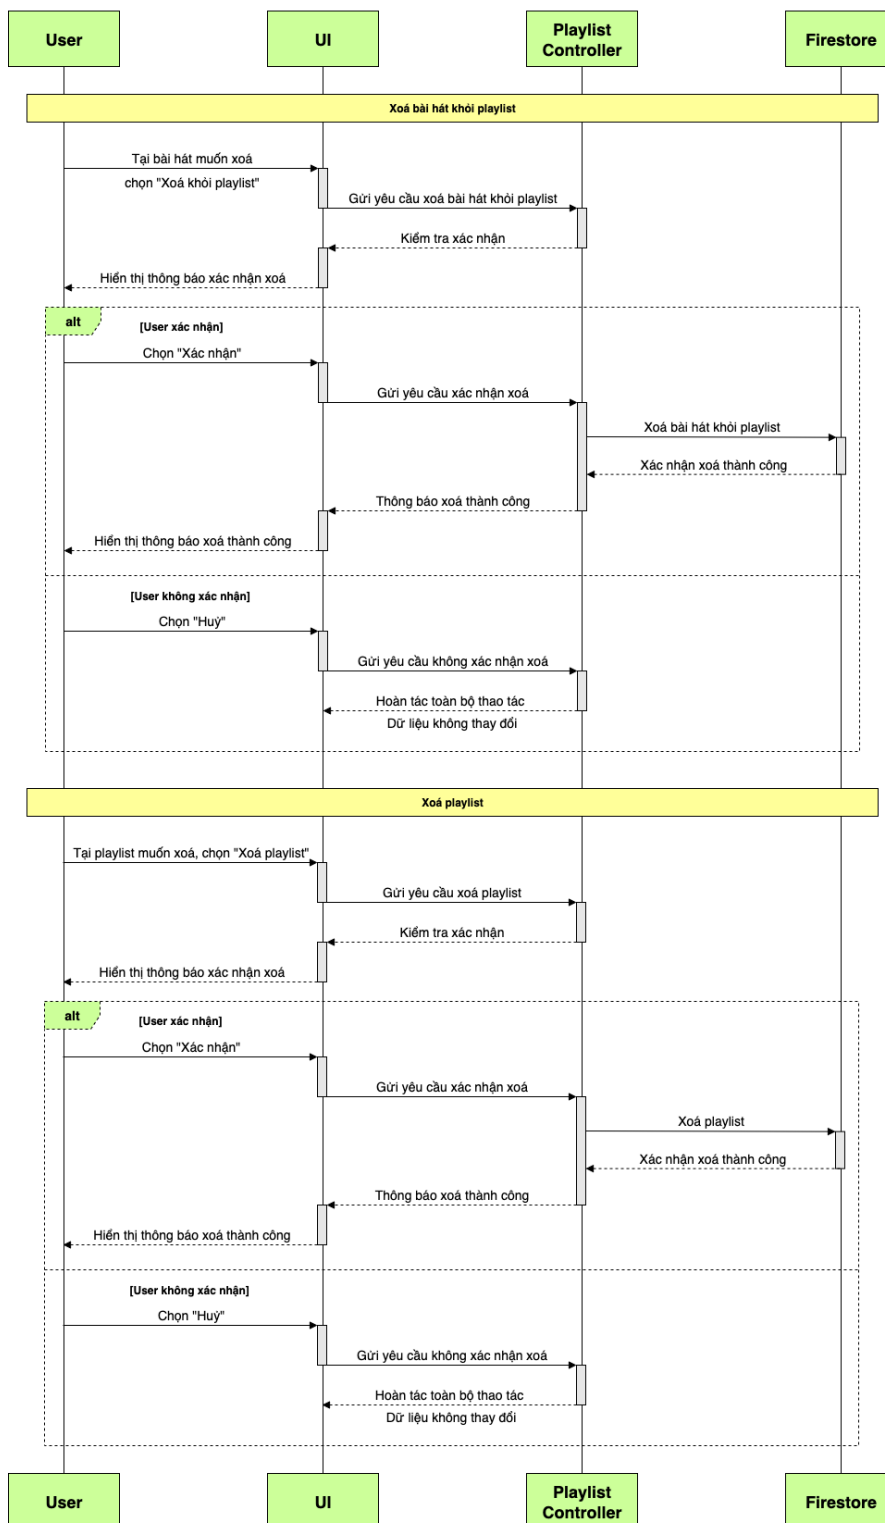 User
UI
Playlist
Controller
Firestore
Xoá bài hát khỏi playlist
Tại bài hát muốn xoá
chọn "Xoá khỏi playlist"
Gửi yêu cầu xoá bài hát khỏi playlist
Kiểm tra xác nhận
Hiển thị thông báo xác nhận xoá
alt
[User xác nhận]
Chọn "Xác nhận"
Gửi yêu cầu xác nhận xoá
Xoá bài hát khỏi playlist
Xác nhận xoá thành công
Thông báo xoá thành công
Hiển thị thông báo xoá thành công
[User không xác nhận]
Chọn "Huỷ"
Gửi yêu cầu không xác nhận xoá
Hoàn tác toàn bộ thao tác
Dữ liệu không thay đổi
Xoá playlist
Tại playlist muốn xoá, chọn "Xoá playlist"
Gửi yêu cầu xoá playlist
Kiểm tra xác nhận
Hiển thị thông báo xác nhận xoá
alt
[User xác nhận]
Chọn "Xác nhận"
Gửi yêu cầu xác nhận xoá
Xoá playlist
Xác nhận xoá thành công
Thông báo xoá thành công
Hiển thị thông báo xoá thành công
[User không xác nhận]
Chọn "Huỷ"
Gửi yêu cầu không xác nhận xoá
Hoàn tác toàn bộ thao tác
Dữ liệu không thay đổi
User
UI
Playlist
Controller
Firestore